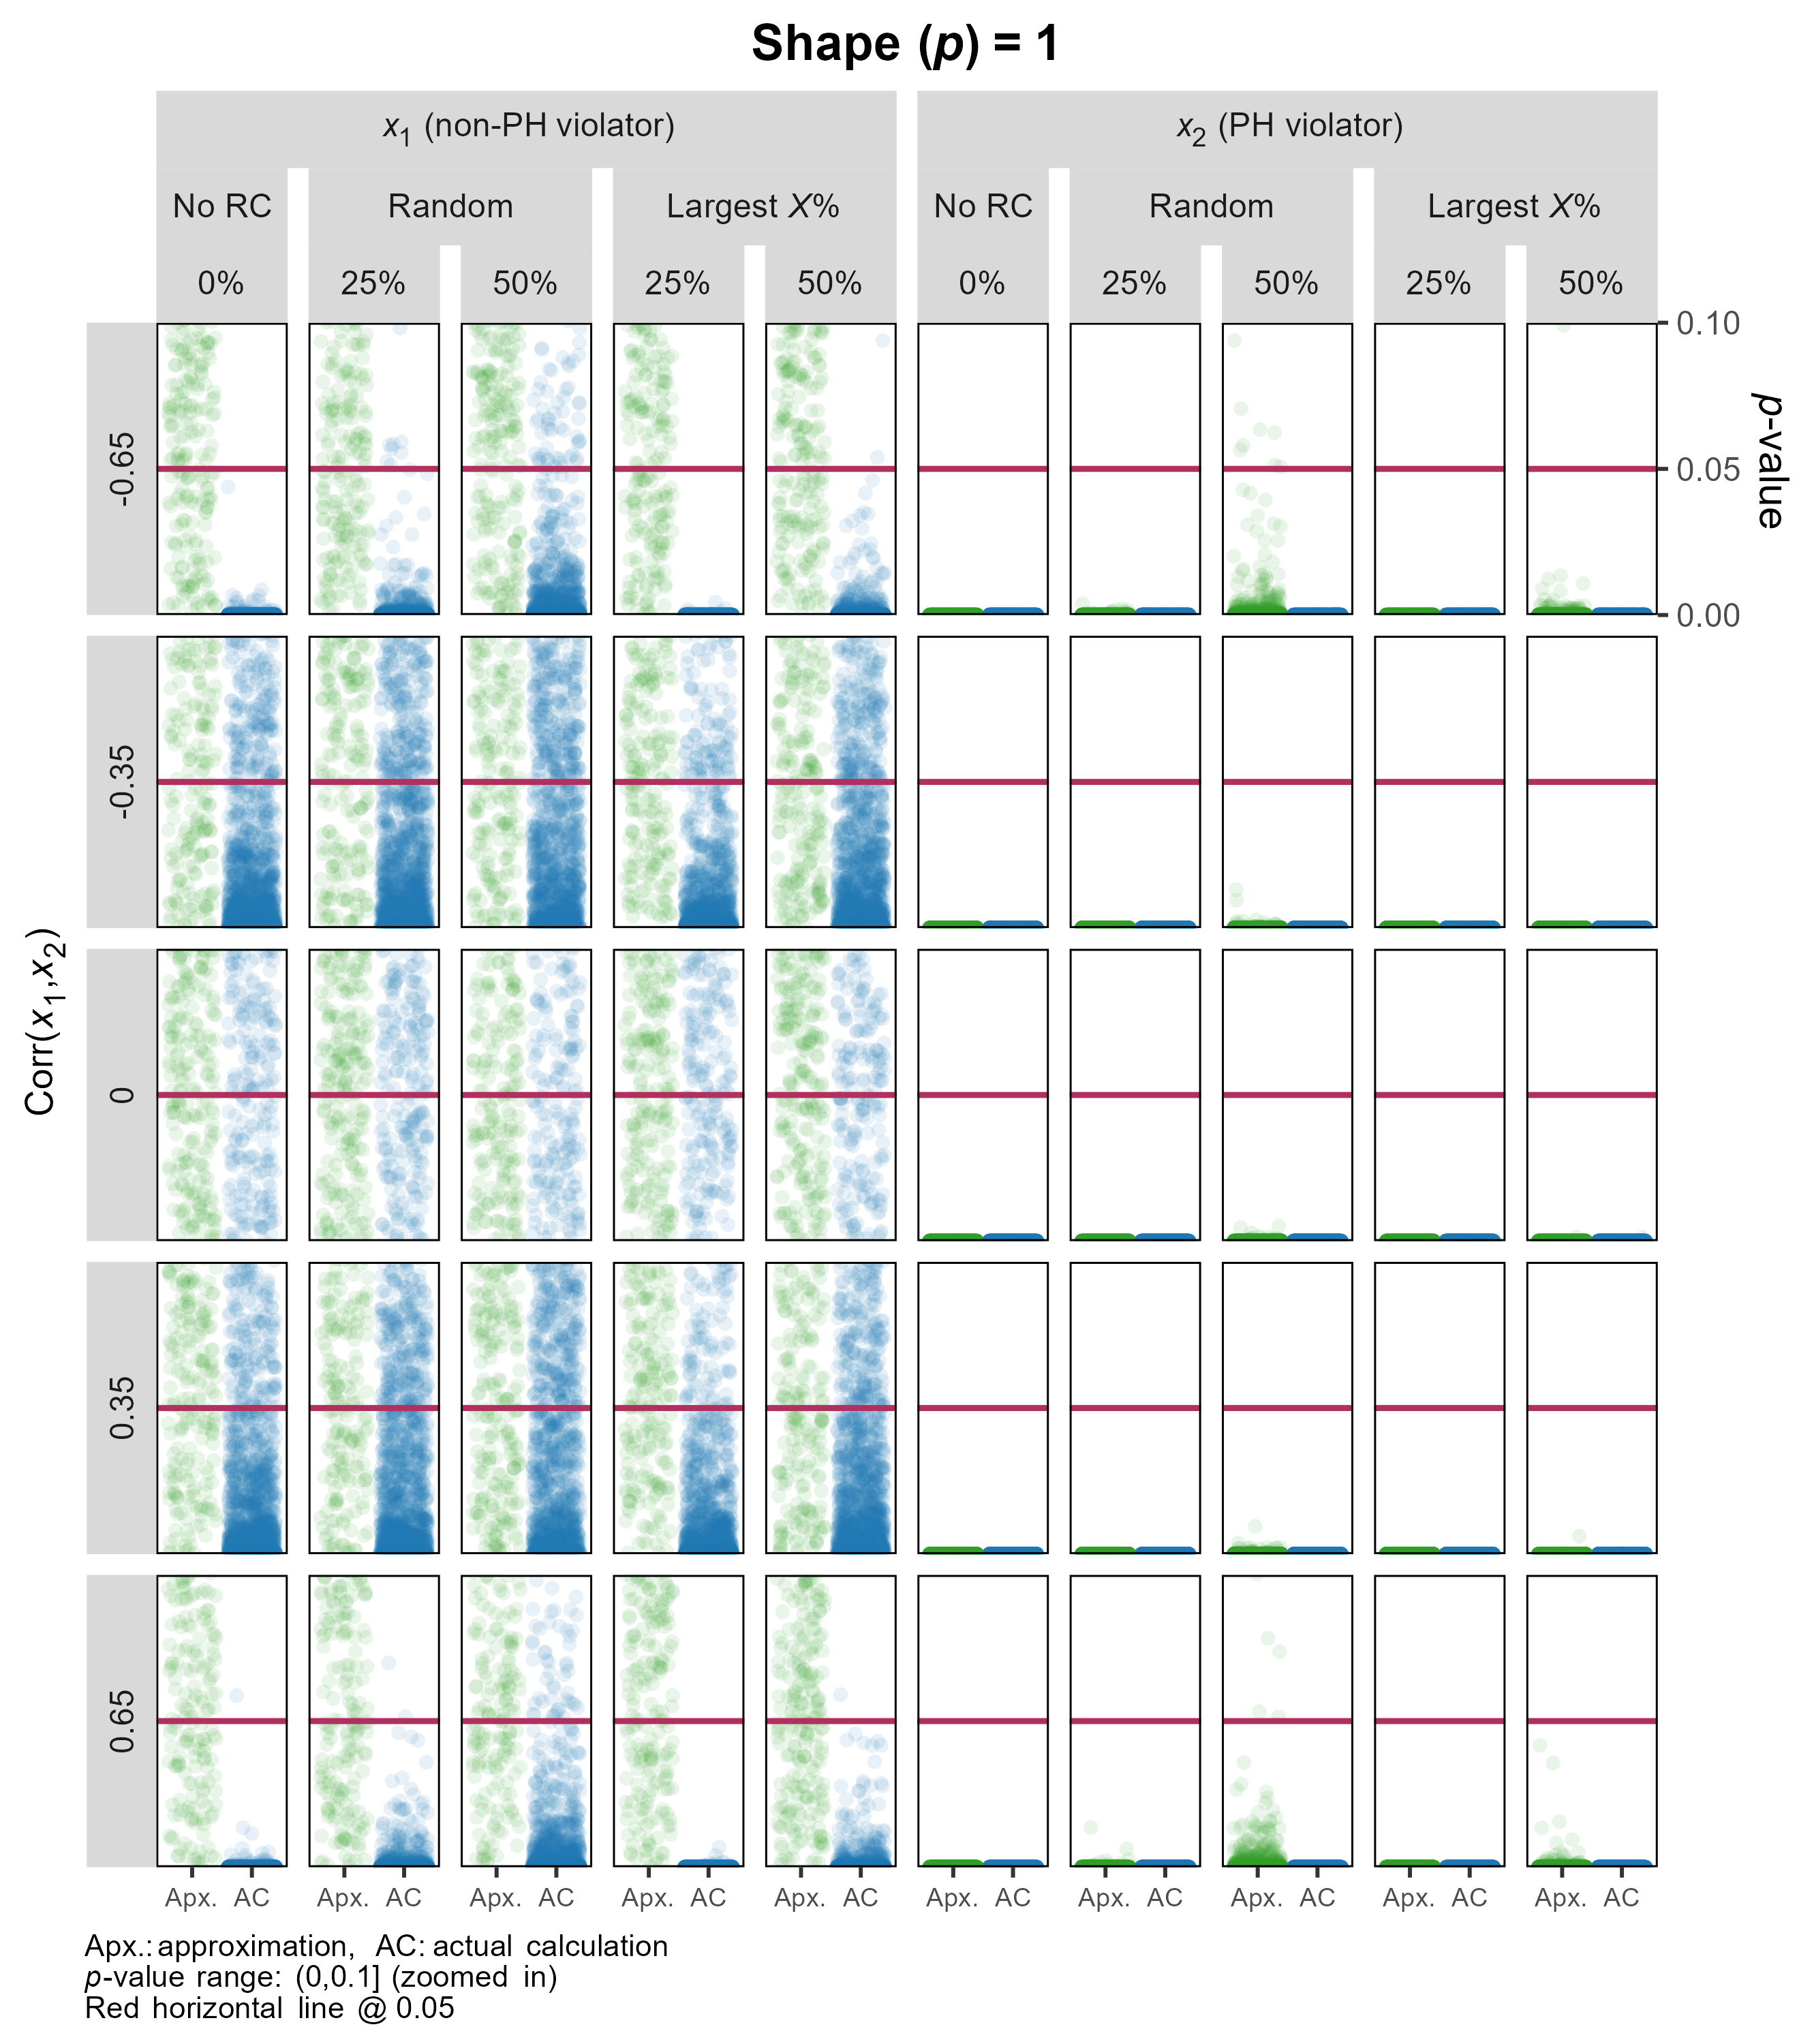 Shape (p) = 1
x1 (non-PH violator) x2 (PH violator)
No RC Random Largest X% No RC Random Largest X%
0% 25% 50% 25% 50% 0% 25% 50% 25% 50%
0.10
0.05
0.00
p-value
-0.65
-0.35
0
0.35
0.65
Corr(x1,x2)
Apx. AC Apx. AC Apx. AC Apx. AC Apx. AC Apx. AC Apx. AC Apx. AC Apx. AC Apx. AC
Apx.: approximation, AC: actual calculation
p-value range: (0,0.1] (zoomed in)
Red horizontal line @ 0.05